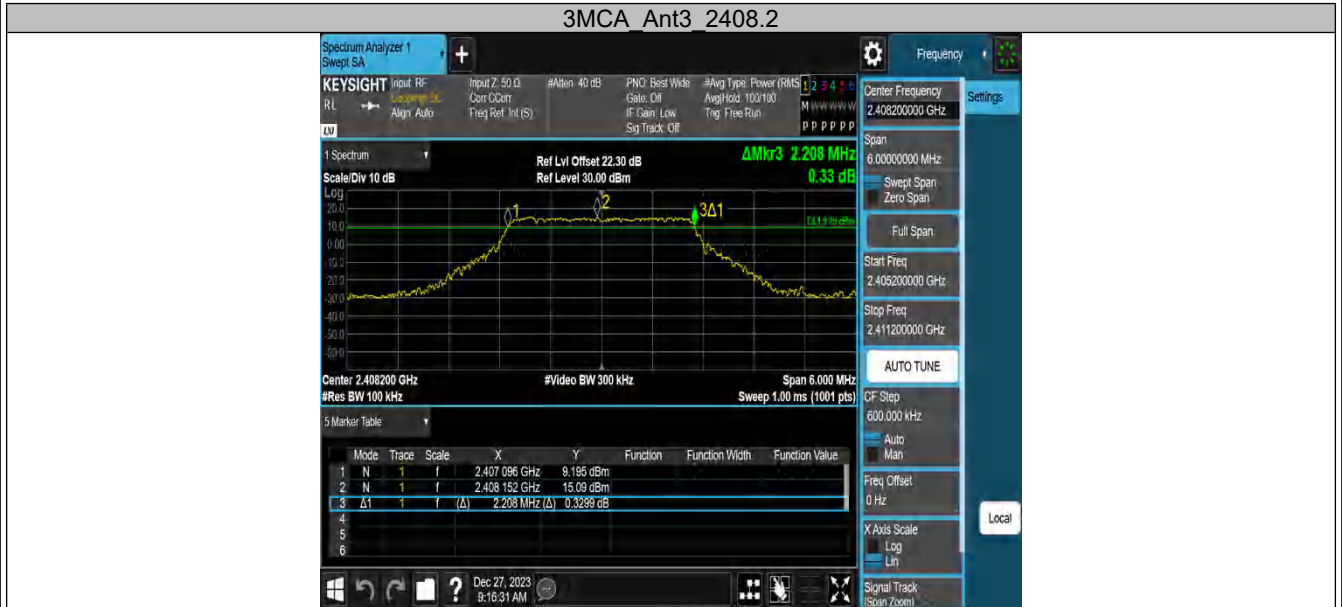 3MCA_Ant3_2408.2
Spectrum Analyzer 1
Swept SA
+
Frequency
KEYSIGHT
RL
LXI
Input: RF
Align: Auto
Input Z: 50 Ω
Corr CCorr
Freq Ref: Int (S)
#Atten: 40 dB
PNO: Best Wide
Gate: Off
IF Gain: Low
Sig Track: Off
#Avg Type: Power (RMS
Avg|Hold: 100/100
Trig: Free Run
1 2 3 4 5 6
M W W W W W
P P P P P P
Center Frequency
2.408200000 GHz
Settings
Span
6.00000000 MHz
Swept Span
Zero Span
Full Span
Start Freq
2.405200000 GHz
Stop Freq
2.411200000 GHz
AUTO TUNE
CF Step
600.000 kHz
Auto
Man
Freq Offset
0 Hz
X Axis Scale
Log
Lin
Signal Track
(Span Zoom)
Local
1 Spectrum
Scale/Div 10 dB
Ref Lvl Offset 22.30 dB
Ref Level 30.00 dBm
ΔMkr3 2.208 MHz
0.33 dB
Log
20.0
10.0
0.00
-10.0
-20.0
-30.0
-40.0
-50.0
-60.0
1
2
3Δ1
Center 2.408200 GHz
#Res BW 100 kHz
#Video BW 300 kHz
Span 6.000 MHz
Sweep 1.00 ms (1001 pts)
5 Marker Table
Mode Trace Scale X Y Function Function Width Function Value
1 N 1 f 2.407 096 GHz 9.195 dBm
2 N 1 f 2.408 152 GHz 15.09 dBm
3 Δ1 1 f (Δ) 2.208 MHz (Δ) 0.3299 dB
4
5
6
?
Dec 27, 2023
9:16:31 AM